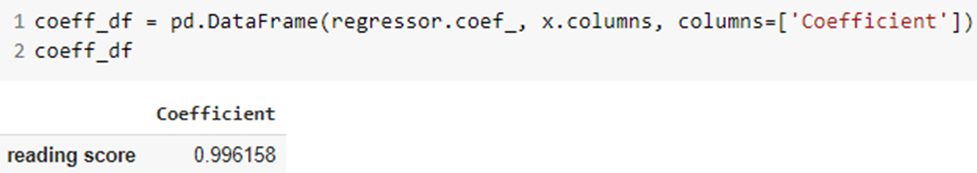 1 coeff_df = pd.DataFrame(regressor.coef_, x.columns, columns=['Coefficient'])
2 coeff_df
Coefficient
reading score 0.996158